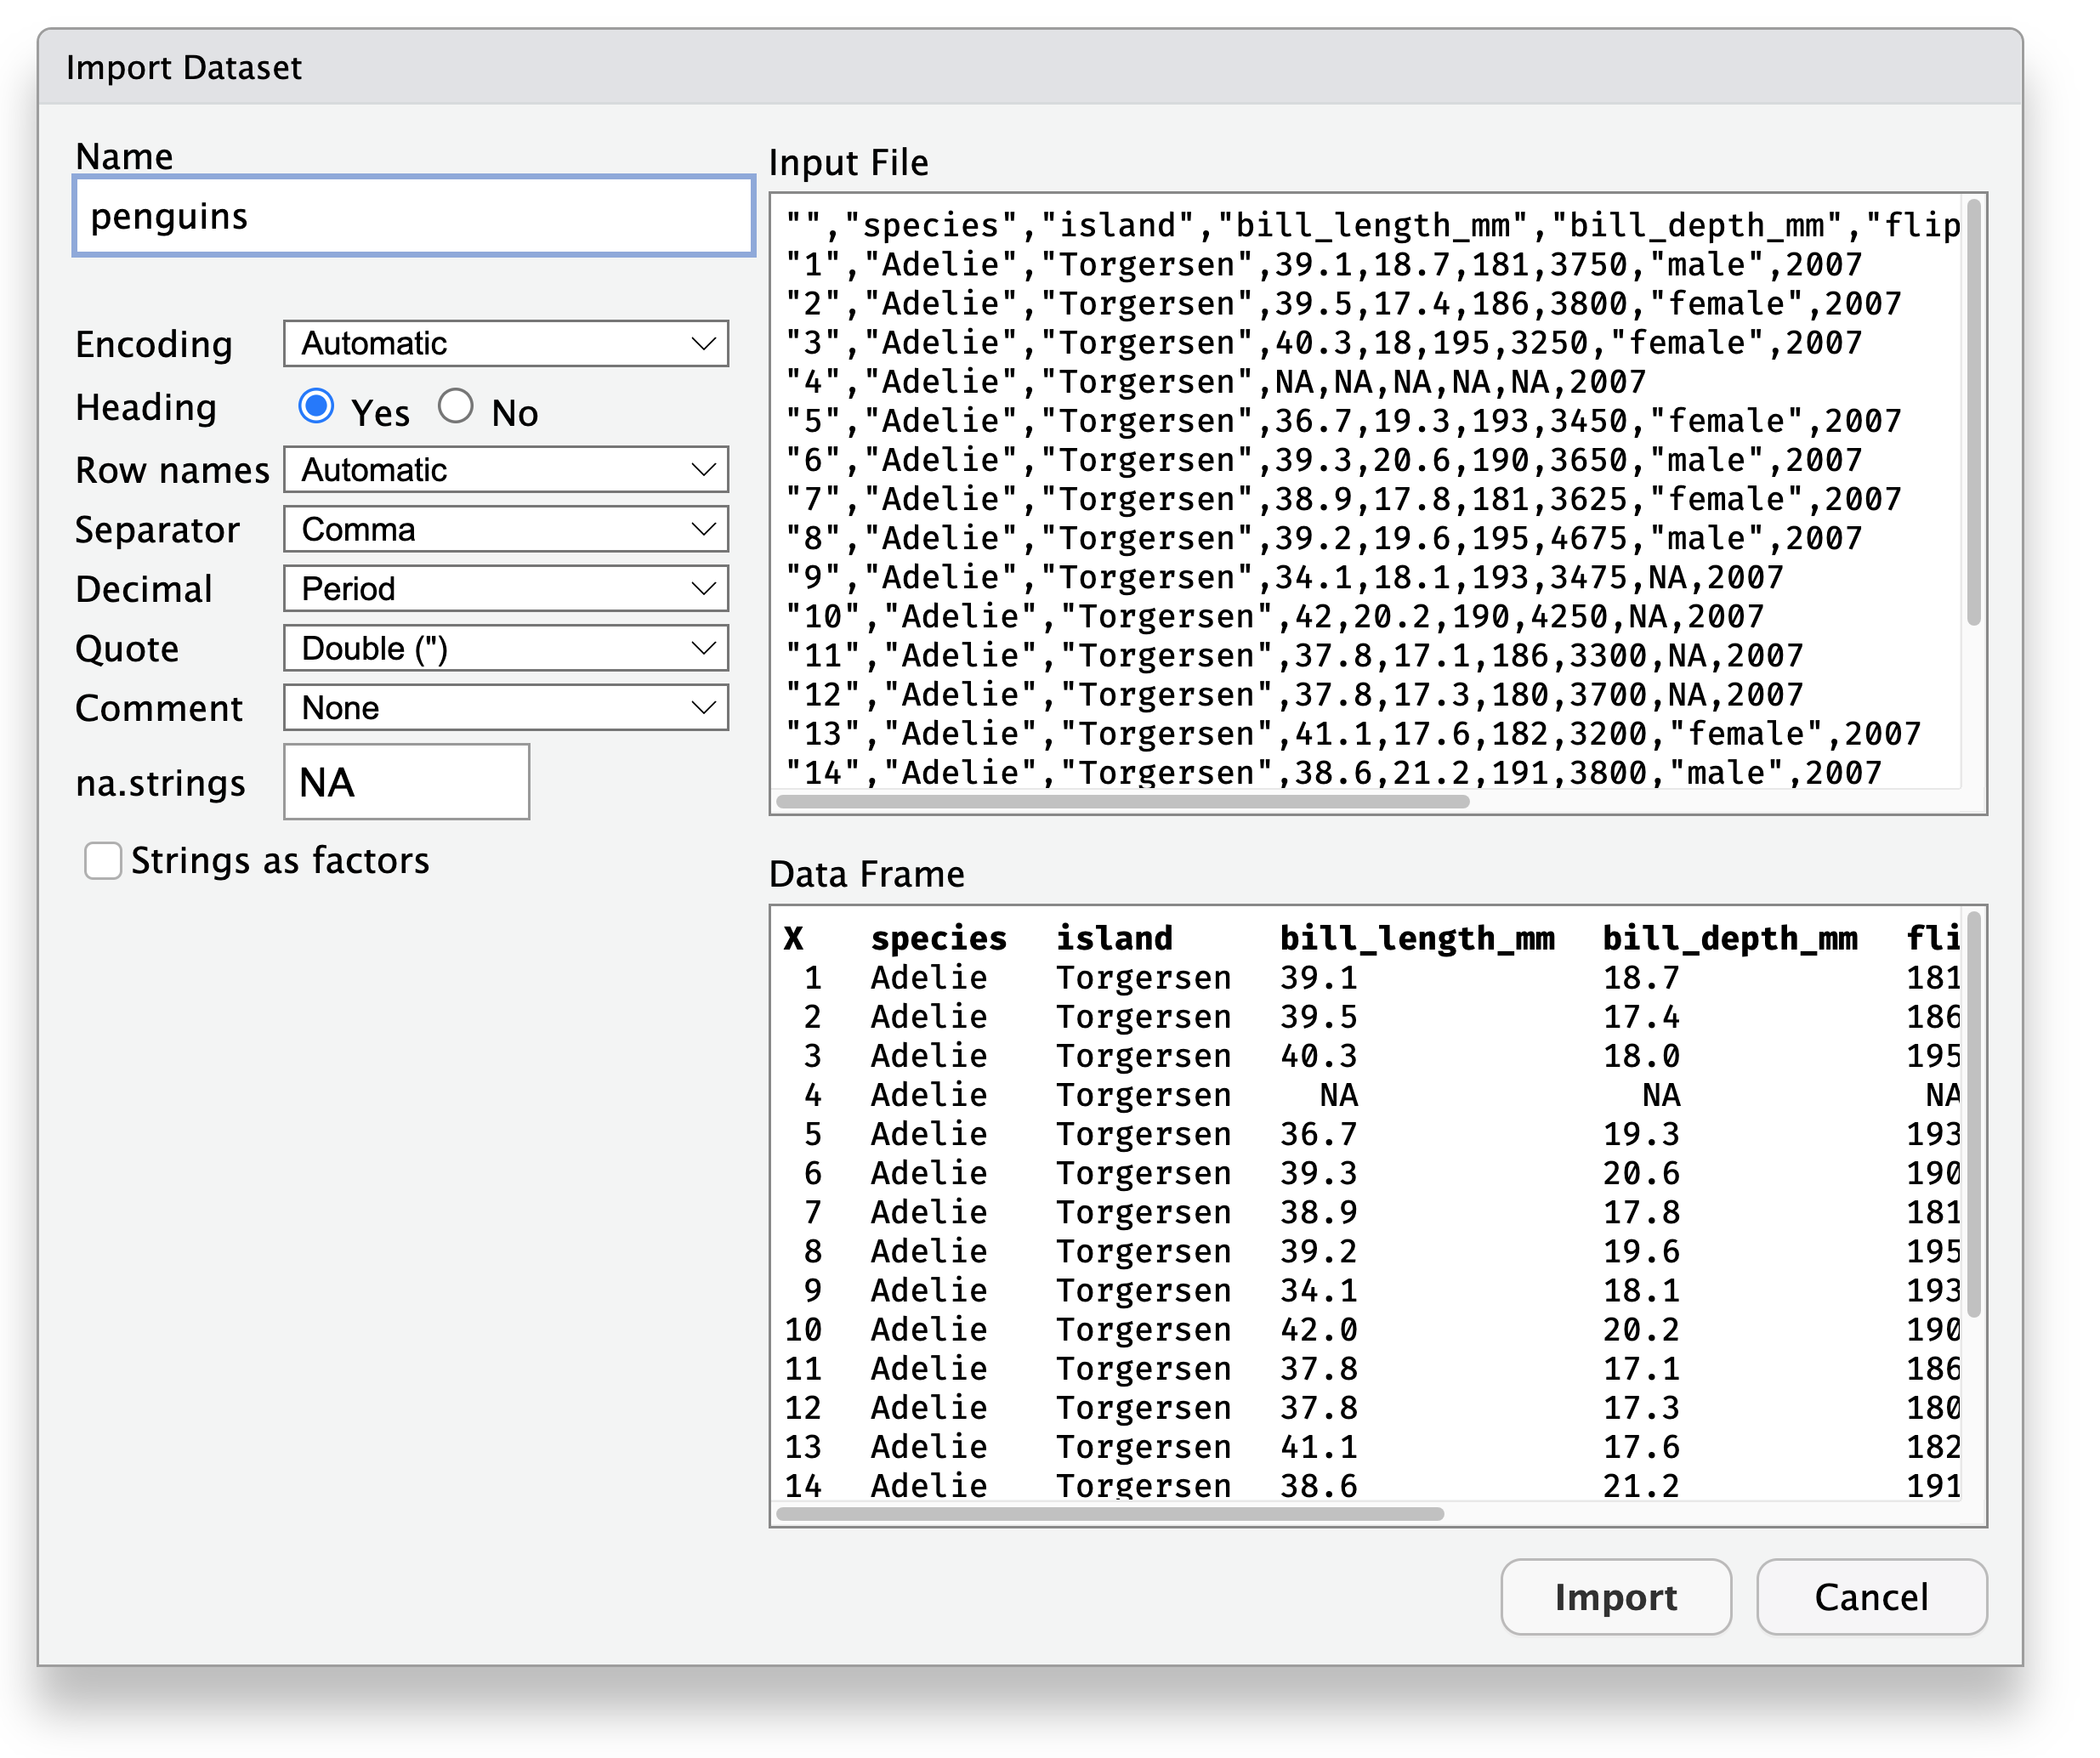 Import Dataset
Name
penguins
Encoding Automatic
Heading Yes No
Row names Automatic
Separator Comma
Decimal Period
Quote Double (")
Comment None
na.strings NA
Strings as factors
Input File
"","species","island","bill_length_mm","bill_depth_mm","flip
"1","Adelie","Torgersen",39.1,18.7,181,3750,"male",2007
"2","Adelie","Torgersen",39.5,17.4,186,3800,"female",2007
"3","Adelie","Torgersen",40.3,18,195,3250,"female",2007
"4","Adelie","Torgersen",NA,NA,NA,NA,NA,2007
"5","Adelie","Torgersen",36.7,19.3,193,3450,"female",2007
"6","Adelie","Torgersen",39.3,20.6,190,3650,"male",2007
"7","Adelie","Torgersen",38.9,17.8,181,3625,"female",2007
"8","Adelie","Torgersen",39.2,19.6,195,4675,"male",2007
"9","Adelie","Torgersen",34.1,18.1,193,3475,NA,2007
"10","Adelie","Torgersen",42,20.2,190,4250,NA,2007
"11","Adelie","Torgersen",37.8,17.1,186,3300,NA,2007
"12","Adelie","Torgersen",37.8,17.3,180,3700,NA,2007
"13","Adelie","Torgersen",41.1,17.6,182,3200,"female",2007
"14","Adelie","Torgersen",38.6,21.2,191,3800,"male",2007
Data Frame
X species island bill_length_mm bill_depth_mm fli
1 Adelie Torgersen 39.1 18.7 181
2 Adelie Torgersen 39.5 17.4 186
3 Adelie Torgersen 40.3 18.0 195
4 Adelie Torgersen NA NA NA
5 Adelie Torgersen 36.7 19.3 193
6 Adelie Torgersen 39.3 20.6 190
7 Adelie Torgersen 38.9 17.8 181
8 Adelie Torgersen 39.2 19.6 195
9 Adelie Torgersen 34.1 18.1 193
10 Adelie Torgersen 42.0 20.2 190
11 Adelie Torgersen 37.8 17.1 186
12 Adelie Torgersen 37.8 17.3 180
13 Adelie Torgersen 41.1 17.6 182
14 Adelie Torgersen 38.6 21.2 191
Import Cancel